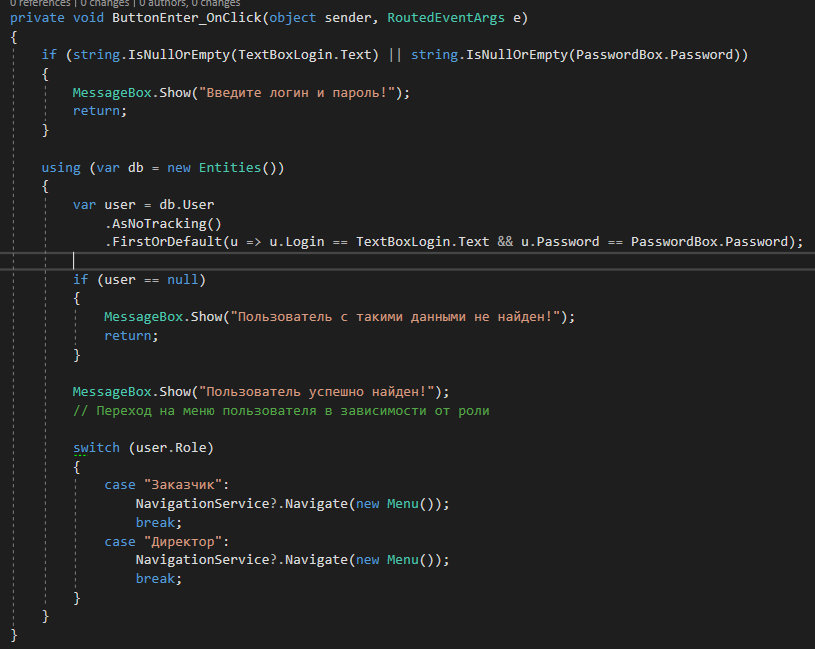 0 references | 0 changes | 0 authors, 0 changes
private void ButtonEnter_OnClick(object sender, RoutedEventArgs e)
{
    if (string.IsNullOrEmpty(TextBoxLogin.Text) || string.IsNullOrEmpty(PasswordBox.Password))
    {
        MessageBox.Show("Введите логин и пароль!");
        return;
    }

    using (var db = new Entities())
    {
        var user = db.User
            .AsNoTracking()
            .FirstOrDefault(u => u.Login == TextBoxLogin.Text && u.Password == PasswordBox.Password);

        if (user == null)
        {
            MessageBox.Show("Пользователь с такими данными не найден!");
            return;
        }

        MessageBox.Show("Пользователь успешно найден!");
        // Переход на меню пользователя в зависимости от роли

        switch (user.Role)
        {
            case "Заказчик":
                NavigationService?.Navigate(new Menu());
                break;
            case "Директор":
                NavigationService?.Navigate(new Menu());
                break;
        }
    }
}